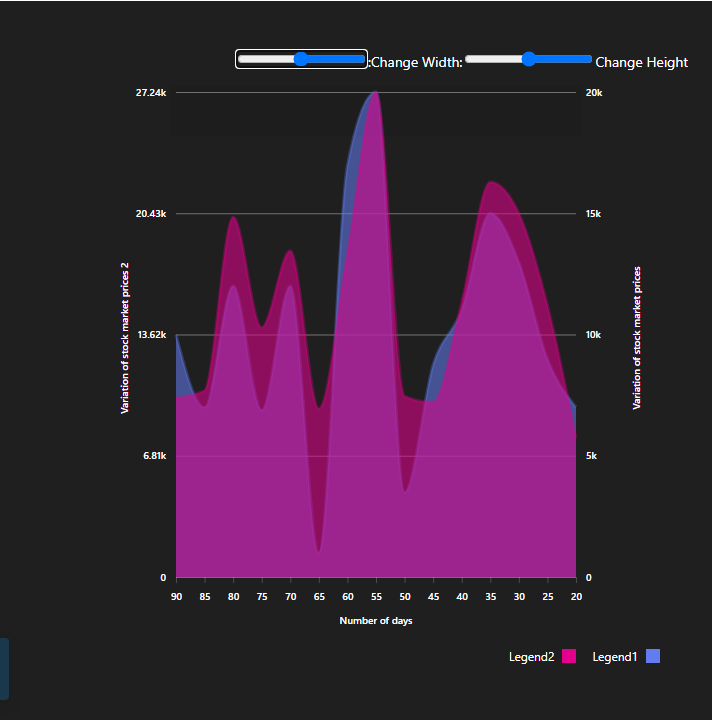 :Change Width: Change Height
27.24k
20.43k
13.62k
6.81k
0
Variation of stock market prices 2
20k
15k
10k
5k
0
Variation of stock market prices
90 85 80 75 70 65 60 55 50 45 40 35 30 25 20
Number of days
Legend2 Legend1